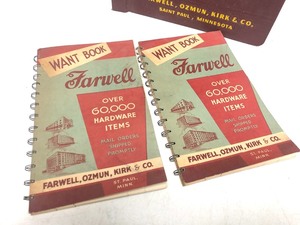 FARWELL, OZMUN, KIRK & CO.
SAINT PAUL, MINNESOTA
WANT BOOK
Farwell
OVER
60,000
HARDWARE
ITEMS
MAIL ORDERS
SHIPPED
PROMPTLY
FARWELL, OZMUN, KIRK & CO.
ST. PAUL
MINN.
WANT BOOK
Farwell
OVER
60,000
HARDWARE
ITEMS
MAIL ORDERS
SHIPPED
PROMPTLY
FARWELL, OZMUN, KIRK & CO.
ST. PAUL
MINN.